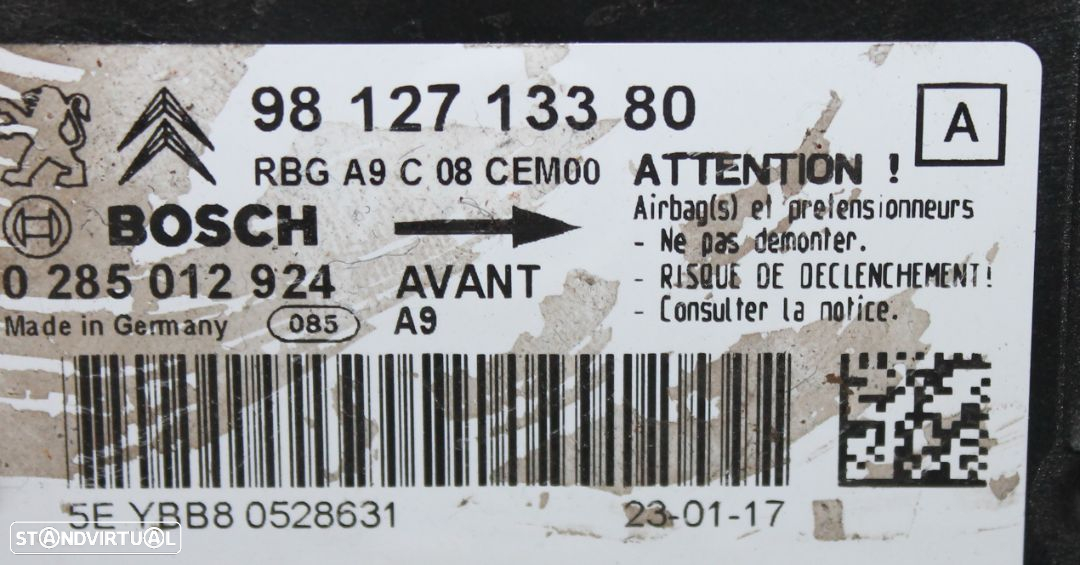 98 127 133 80
A
RBG A9 C 08 CEM00
ATTENTION !
Airbag(s) et pretensionneurs
- Ne pas demonter.
- RISQUE DE DECLENCHEMENT!
- Consulter la notice.
BOSCH
0 285 012 924
AVANT
Made in Germany
085
A9
5E YBB8 0528631
23-01-17
STANDVIRTUAL